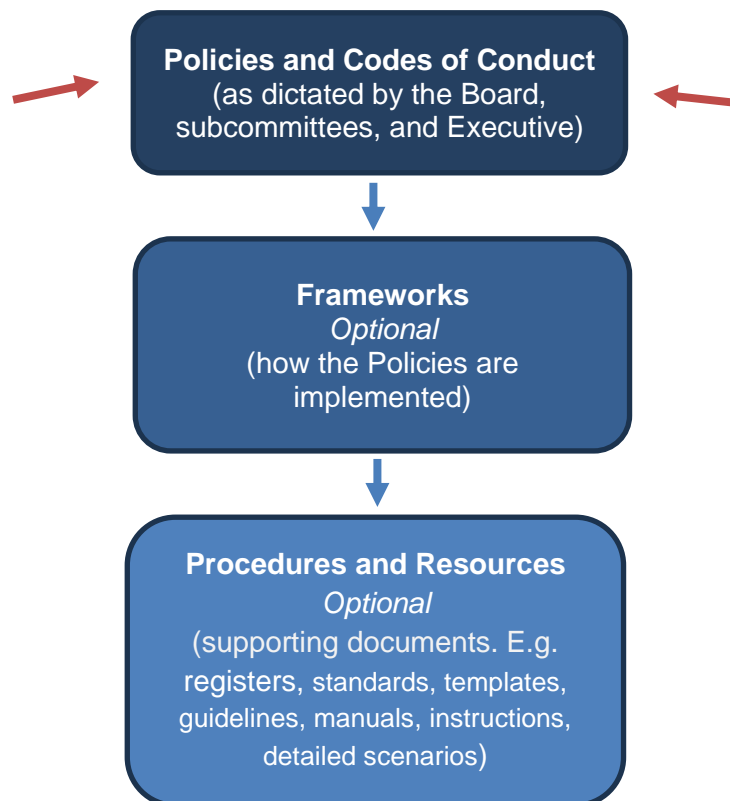 Policies and Codes of Conduct
(as dictated by the Board,
subcommittees, and Executive)
Frameworks
Optional
(how the Policies are
implemented)
Procedures and Resources
Optional
(supporting documents. E.g.
registers, standards, templates,
guidelines, manuals, instructions,
detailed scenarios)